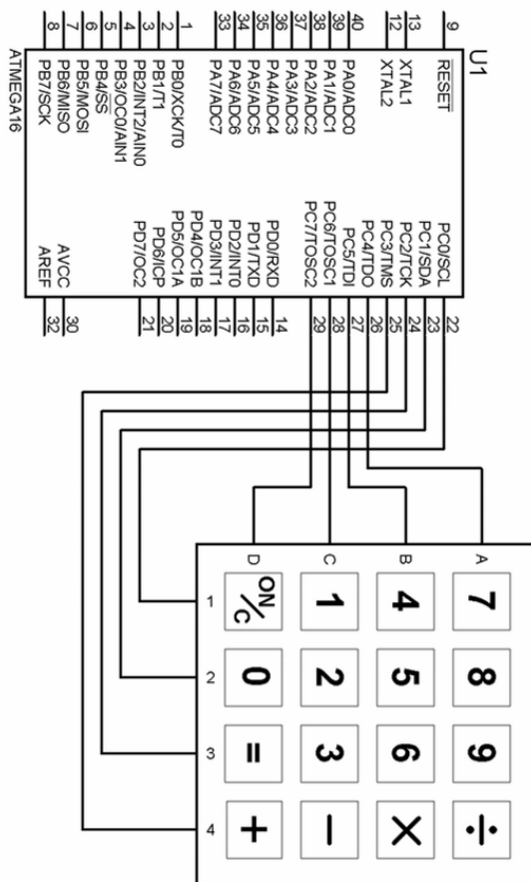 U1
9 RESET
13 XTAL1
12 XTAL2
40 PA0/ADC0
39 PA1/ADC1
38 PA2/ADC2
37 PA3/ADC3
36 PA4/ADC4
35 PA5/ADC5
34 PA6/ADC6
33 PA7/ADC7
1 PB0/XCK/T0
2 PB1/T1
3 PB2/INT2/AIN0
4 PB3/OC0/AIN1
5 PB4/SS
6 PB5/MOSI
7 PB6/MISO
8 PB7/SCK
PC0/SCL 22
PC1/SDA 23
PC2/TCK 24
PC3/TMS 25
PC4/TDO 26
PC5/TDI 27
PC6/TOSC1 28
PC7/TOSC2 29
PD0/RXD 14
PD1/TXD 15
PD2/INT0 16
PD3/INT1 17
PD4/OC1B 18
PD5/OC1A 19
PD6/ICP 20
PD7/OC2 21
AVCC 30
AREF 32
ATMEGA16
A 7 8 9 ÷
B 4 5 6 ×
C 1 2 3 −
D ON/C 0 = +
1 2 3 4